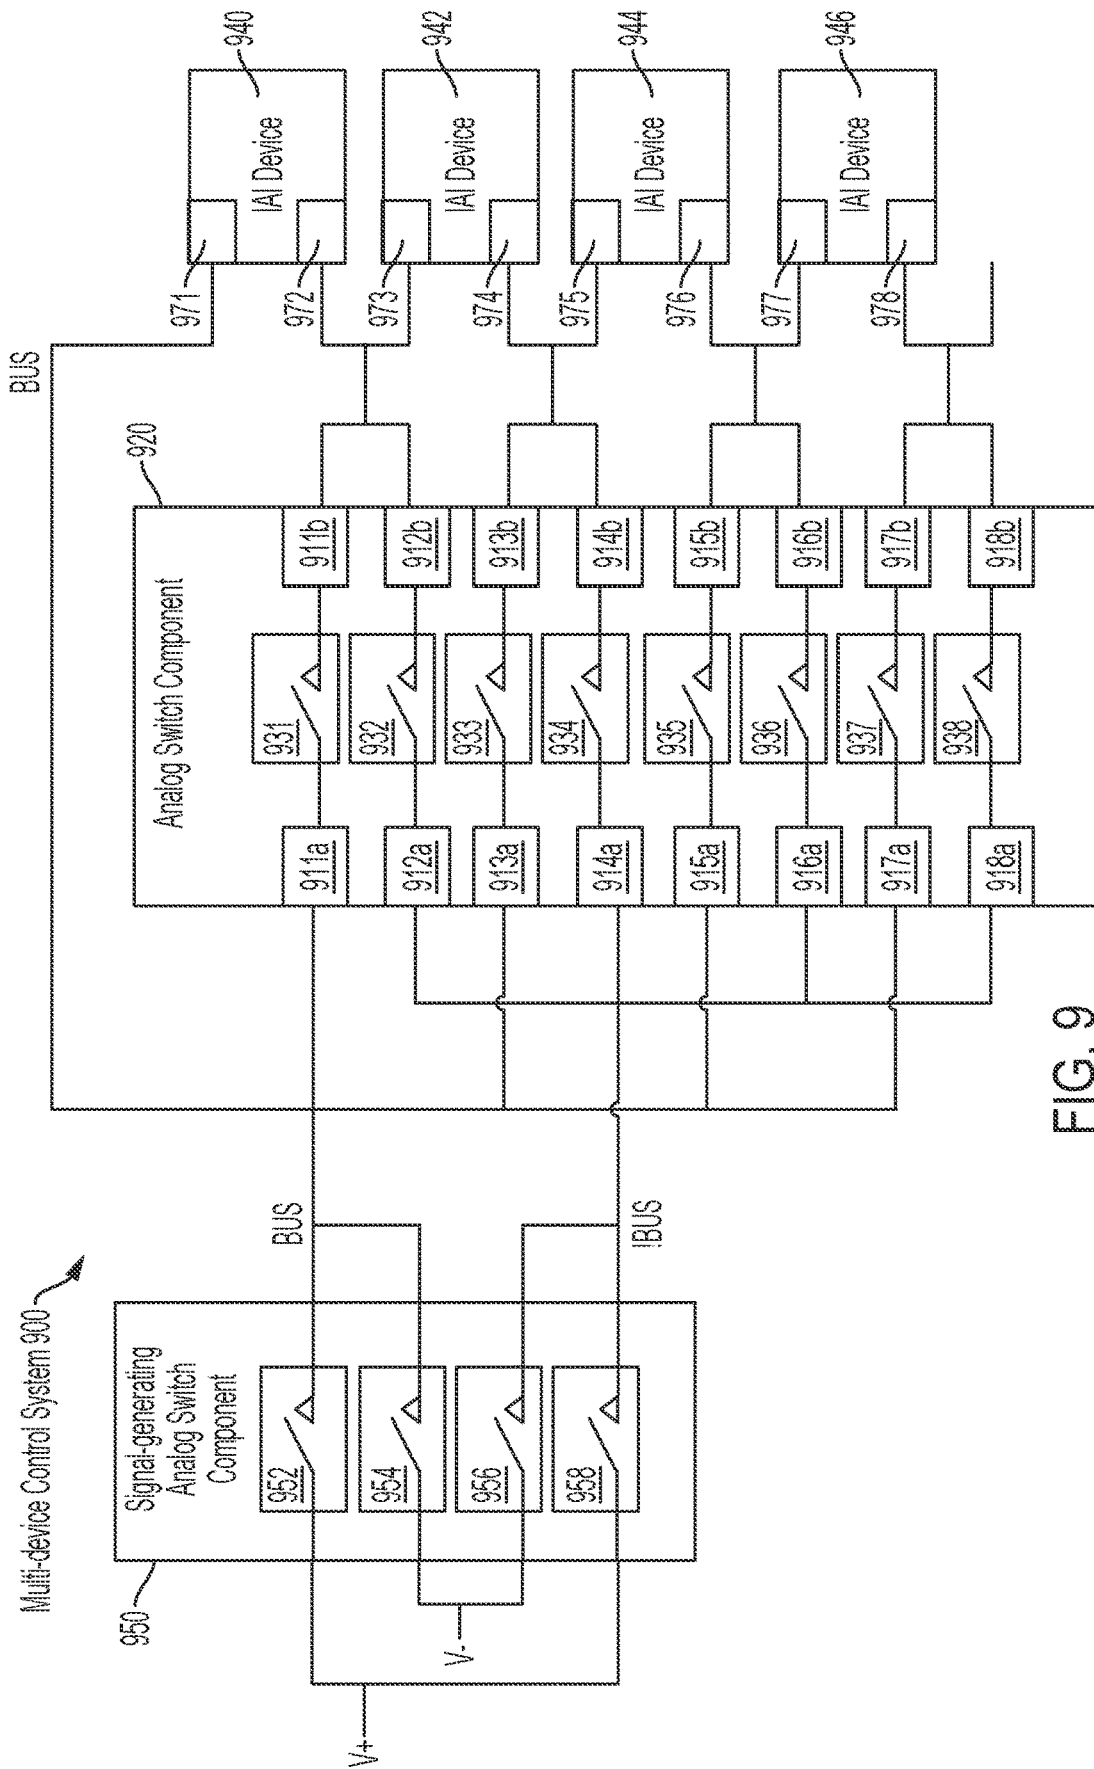 Multi-device Control System 900
950
Signal-generating
Analog Switch
Component
952
954
956
958
V+
V-
BUS
!BUS
BUS
920
Analog Switch Component
911a
912a
913a
914a
915a
916a
917a
918a
931
932
933
934
935
936
937
938
911b
912b
913b
914b
915b
916b
917b
918b
971
972
973
974
975
976
977
978
IAI Device
940
IAI Device
942
IAI Device
944
IAI Device
946
FIG. 9